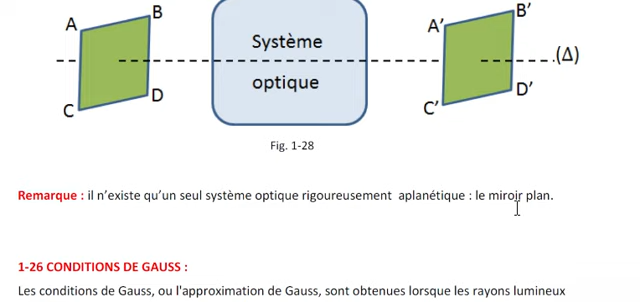 A
B
C
D
Système
optique
A’
B’
C’
D’
(Δ)
Fig. 1-28
Remarque : il n’existe qu’un seul système optique rigoureusement  aplanétique : le miroir plan.
1-26 CONDITIONS DE GAUSS :
Les conditions de Gauss, ou l'approximation de Gauss, sont obtenues lorsque les rayons lumineux